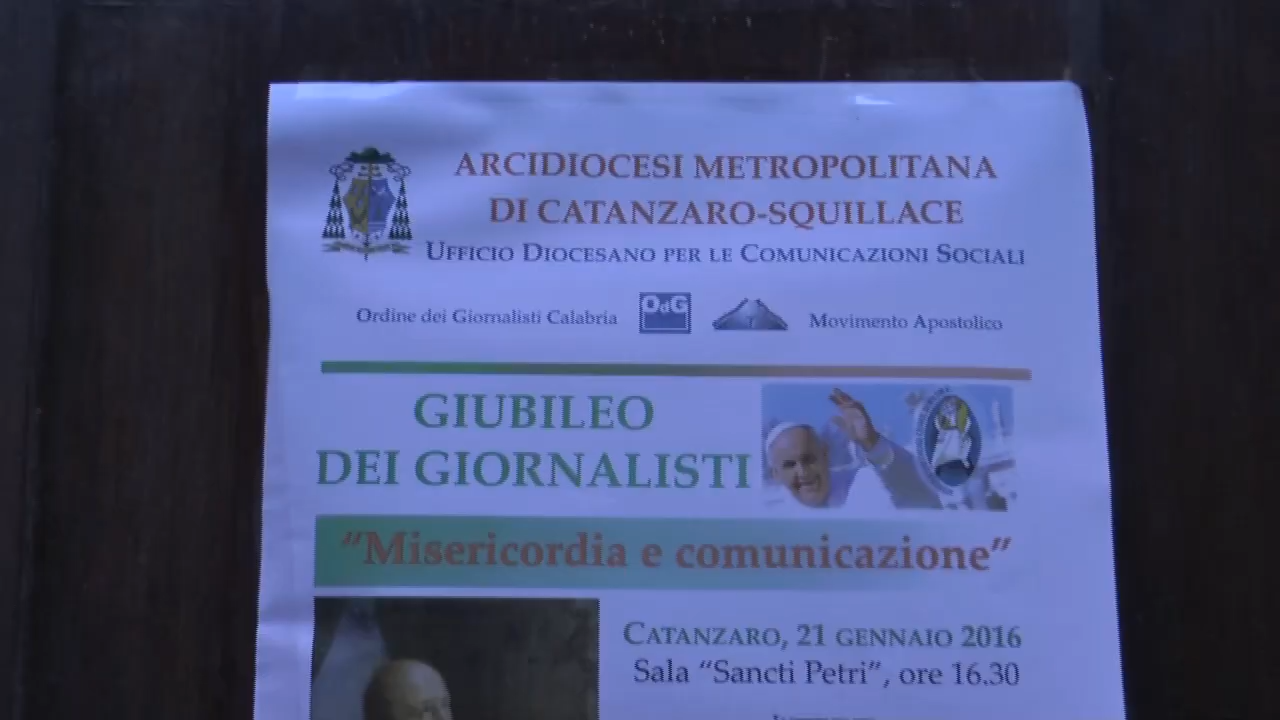 ARCIDIOCESI METROPOLITANA
DI CATANZARO-SQUILLACE
UFFICIO DIOCESANO PER LE COMUNICAZIONI SOCIALI
Ordine dei Giornalisti Calabria
OdG
Movimento Apostolico
GIUBILEO
DEI GIORNALISTI
"Misericordia e comunicazione"
CATANZARO, 21 GENNAIO 2016
Sala "Sancti Petri", ore 16.30